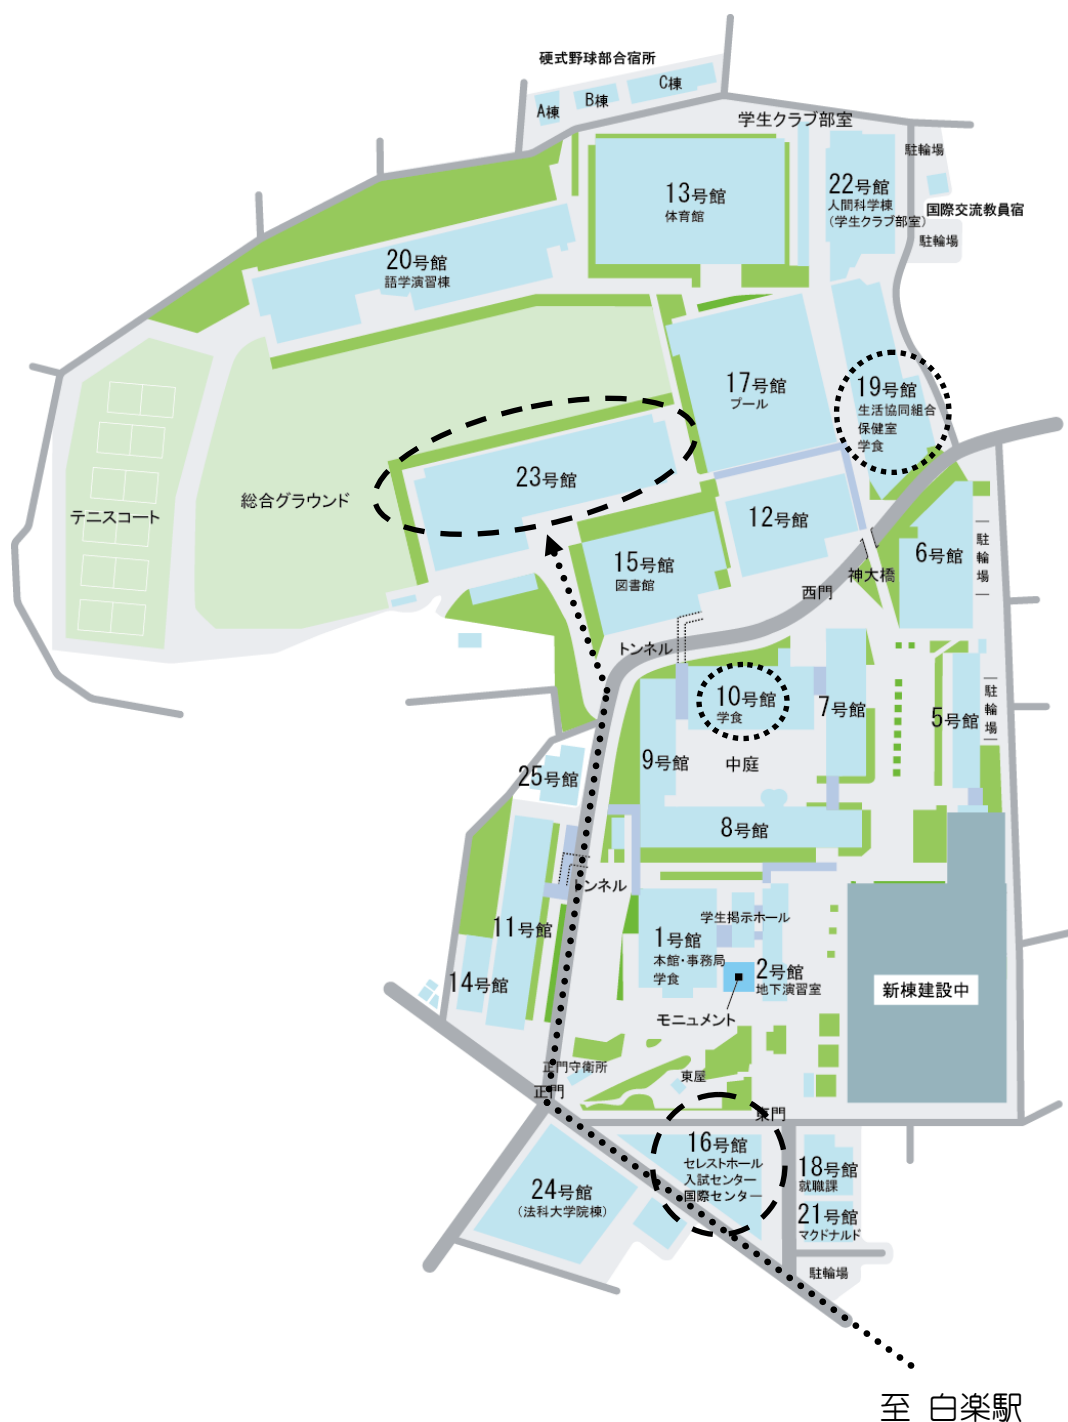 硬式野球部合宿所
C棟
B棟
A棟
学生クラブ部室
駐輪場
13号館
体育館
22号館
人間科学棟
(学生クラブ部室)
国際交流教員宿
駐輪場
20号館
語学演習棟
17号館
プール
19号館
生活協同組合
保健室
学食
23号館
総合グラウンド
テニスコート
12号館
15号館
図書館
6号館
駐輪場
神大橋
西門
トンネル
10号館
学食
7号館
5号館
駐輪場
9号館
中庭
25号館
8号館
トンネル
11号館
学生掲示ホール
1号館
本館・事務局
学食
2号館
地下演習室
14号館
新棟建設中
モニュメント
正門守衛所
東屋
正門
東門
16号館
セレストホール
入試センター
国際センター
18号館
就職課
24号館
(法科大学院棟)
21号館
マクドナルド
駐輪場
至 白楽駅